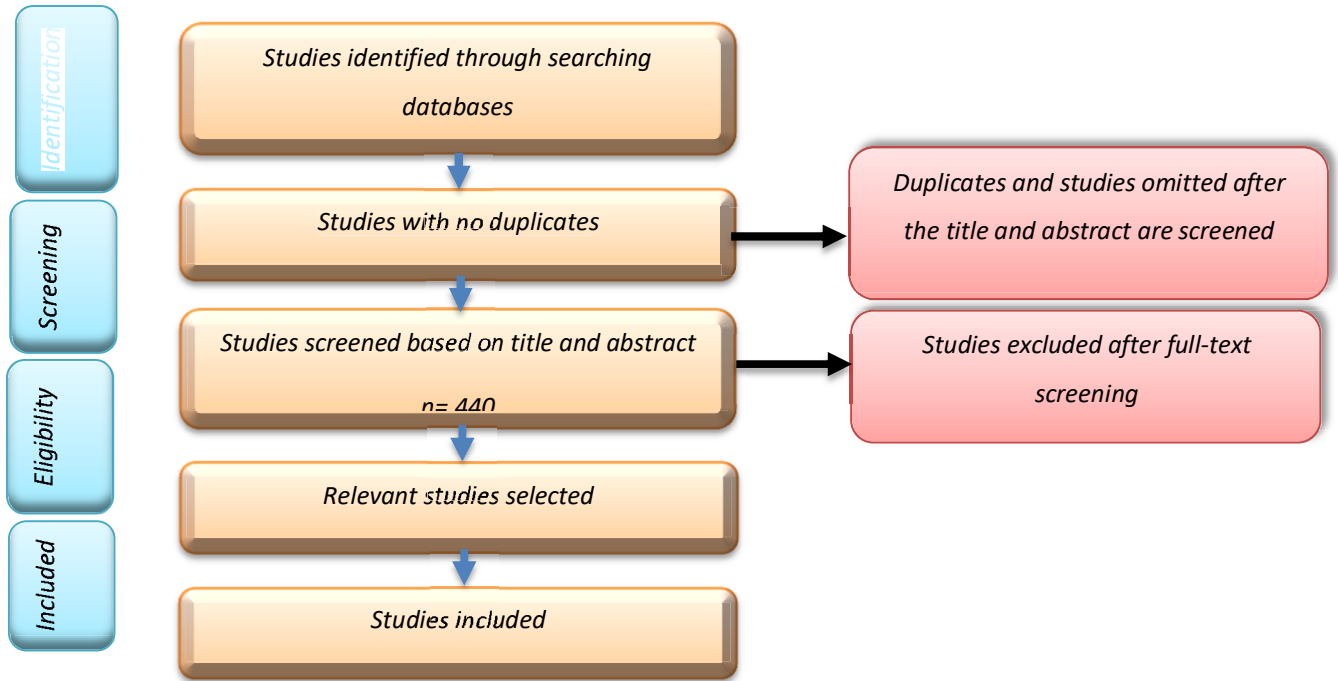 Identification
Studies identified through searching
databases
Studies with no duplicates
Duplicates and studies omitted after
the title and abstract are screened
Screening
Studies screened based on title and abstract
n= 440
Studies excluded after full-text
screening
Eligibility
Relevant studies selected
Included
Studies included